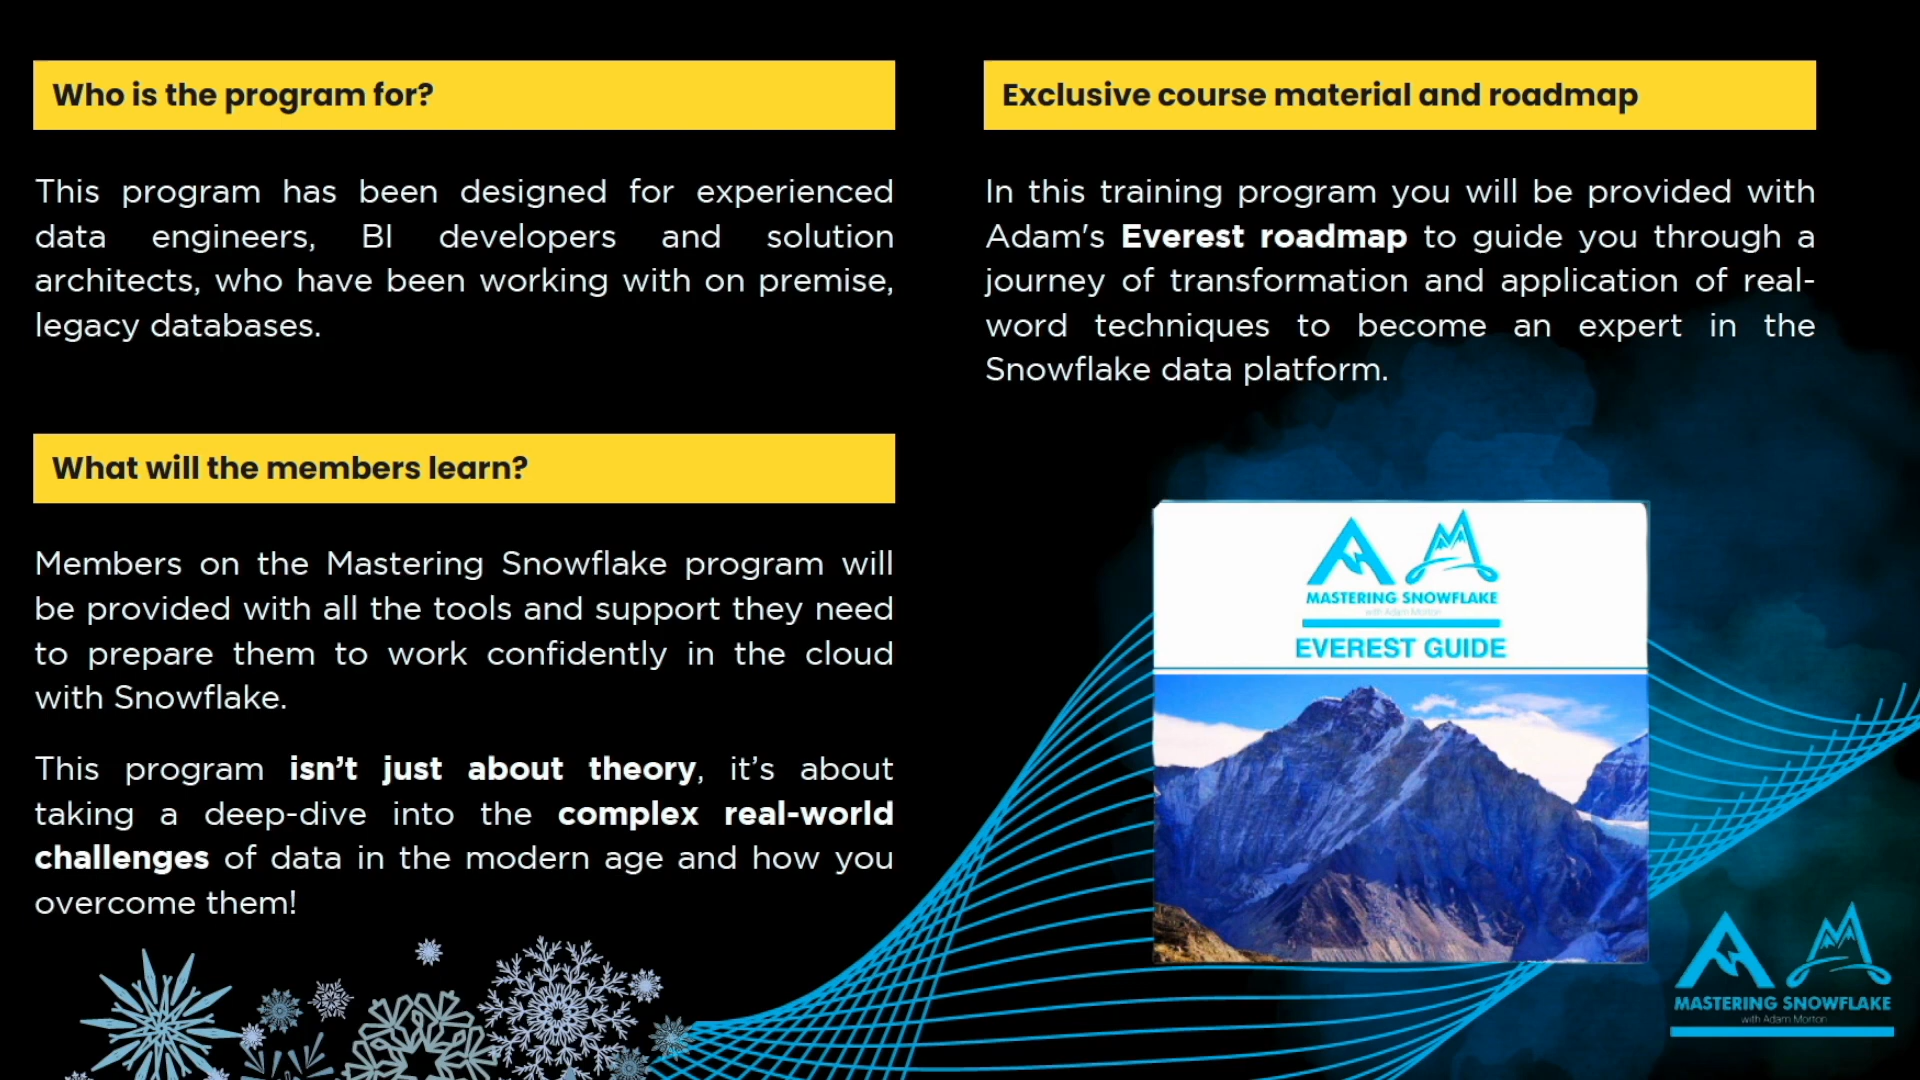 Who is the program for?
This program has been designed for experienced
data engineers, BI developers and solution
architects, who have been working with on premise,
legacy databases.
What will the members learn?
Members on the Mastering Snowflake program will
be provided with all the tools and support they need
to prepare them to work confidently in the cloud
with Snowflake.
This program isn’t just about theory, it’s about
taking a deep-dive into the complex real-world
challenges of data in the modern age and how you
overcome them!
Exclusive course material and roadmap
In this training program you will be provided with
Adam's Everest roadmap to guide you through a
journey of transformation and application of real-
word techniques to become an expert in the
Snowflake data platform.
MASTERING SNOWFLAKE
with Adam Morton
EVEREST GUIDE
MASTERING SNOWFLAKE
with Adam Morton